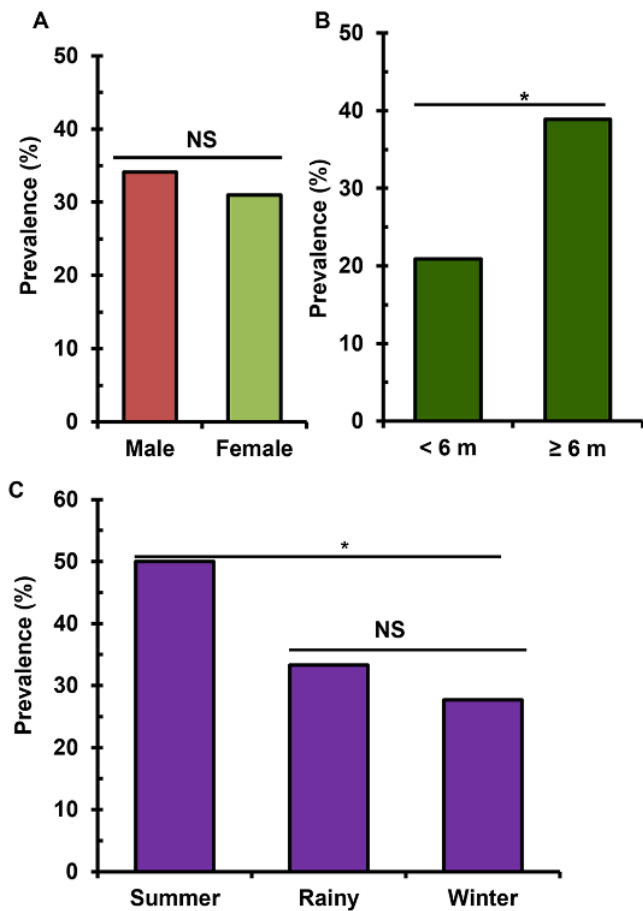 A
Prevalence (%)
50
40
30
20
10
0
NS
Male Female
B
Prevalence (%)
50
40
30
20
10
0
*
< 6 m ≥ 6 m
C
Prevalence (%)
60
50
40
30
20
10
0
*
NS
Summer Rainy Winter